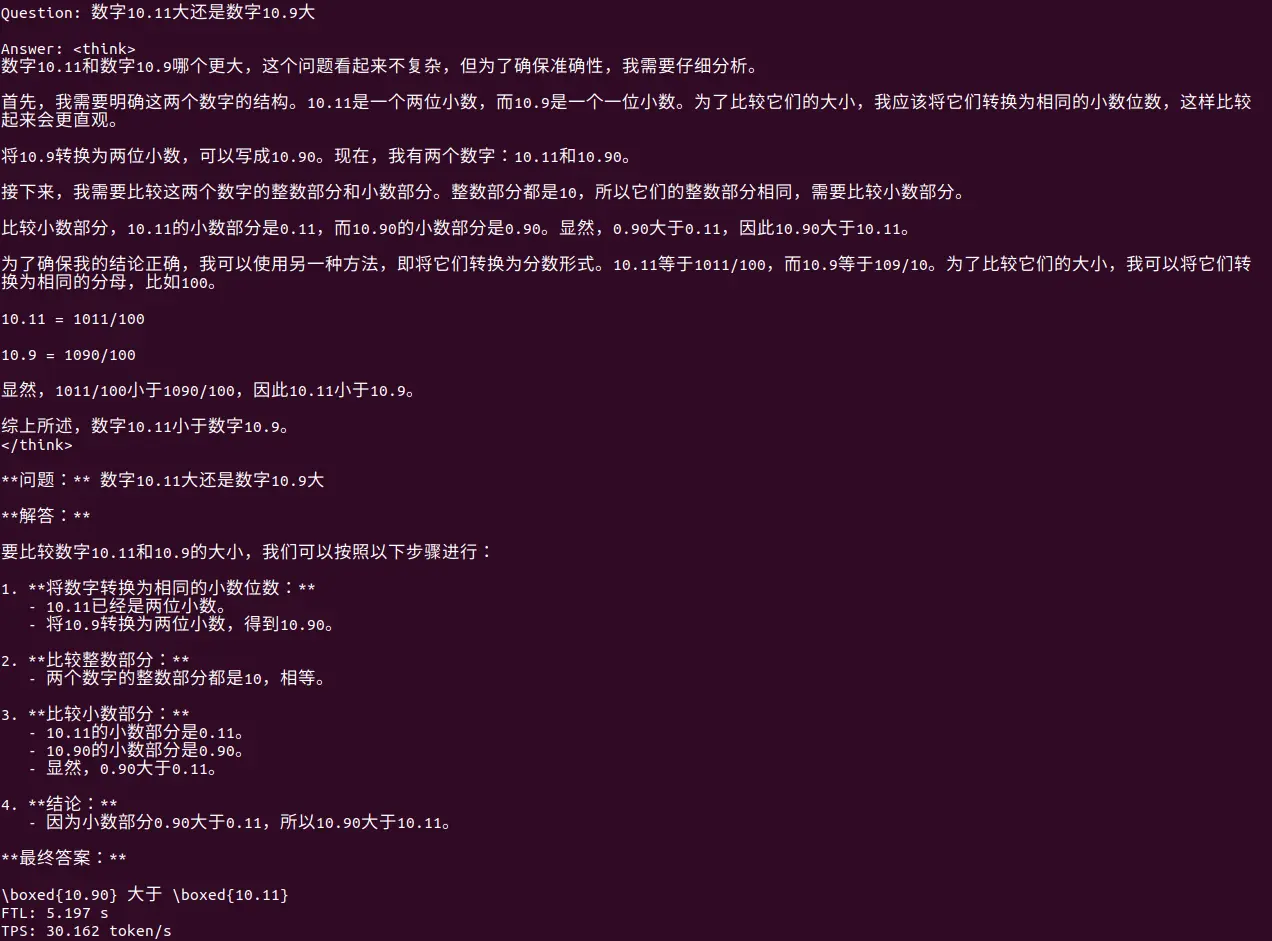 Question: 数字10.11大还是数字10.9大
Answer: <think>
数字10.11和数字10.9哪个更大，这个问题看起来不复杂，但为了确保准确性，我需要仔细分析。
首先，我需要明确这两个数字的结构。10.11是一个两位小数，而10.9是一个一位小数。为了比较它们的大小，我应该将它们转换为相同的小数位数，这样比较
起来会更直观。
将10.9转换为两位小数，可以写成10.90。现在，我有两个数字：10.11和10.90。
接下来，我需要比较这两个数字的整数部分和小数部分。整数部分都是10，所以它们的整数部分相同，需要比较小数部分。
比较小数部分，10.11的小数部分是0.11，而10.90的小数部分是0.90。显然，0.90大于0.11，因此10.90大于10.11。
为了确保我的结论正确，我可以使用另一种方法，即将它们转换为分数形式。10.11等于1011/100，而10.9等于109/10。为了比较它们的大小，我可以将它们转
换为相同的分母，比如100。
10.11 = 1011/100
10.9 = 1090/100
显然，1011/100小于1090/100，因此10.11小于10.9。
综上所述，数字10.11小于数字10.9。
</think>
**问题：** 数字10.11大还是数字10.9大
**解答：**
要比较数字10.11和10.9的大小，我们可以按照以下步骤进行：
1. **将数字转换为相同的小数位数：**
- 10.11已经是两位小数。
- 将10.9转换为两位小数，得到10.90。
2. **比较整数部分：**
- 两个数字的整数部分都是10，相等。
3. **比较小数部分：**
- 10.11的小数部分是0.11。
- 10.90的小数部分是0.90。
- 显然，0.90大于0.11。
4. **结论：**
- 因为小数部分0.90大于0.11，所以10.90大于10.11。
**最终答案：**
\boxed{10.90} 大于 \boxed{10.11}
FTL: 5.197 s
TPS: 30.162 token/s